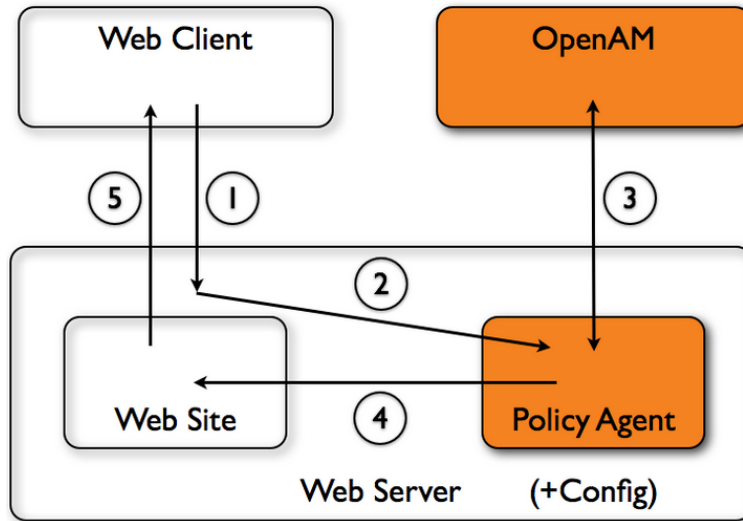 Web Client
OpenAM
5
1
3
2
Web Site
4
Policy Agent
Web Server
(+Config)